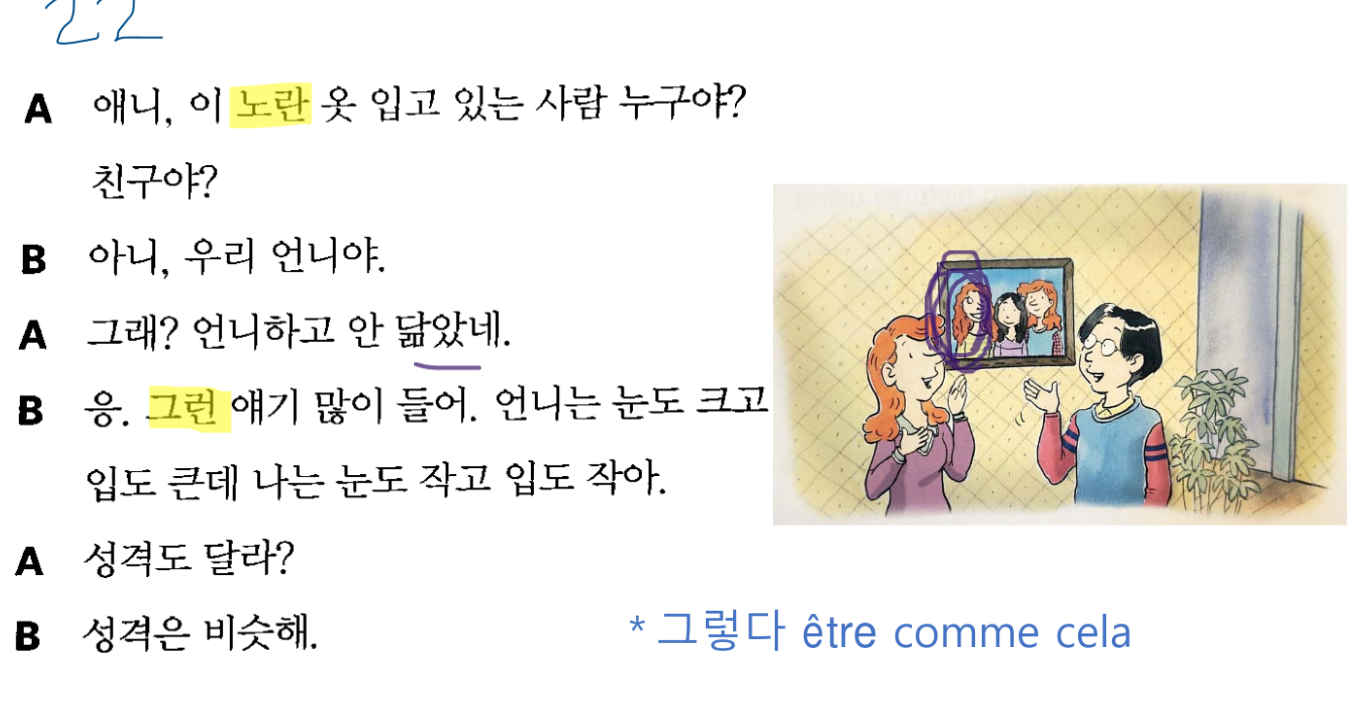 22
A 애니, 이 노란 옷 입고 있는 사람 누구야?
친구야?
B 아니, 우리 언니야.
A 그래? 언니하고 안 닮았네.
B 응. 그런 얘기 많이 들어. 언니는 눈도 크고
입도 큰데 나는 눈도 작고 입도 작아.
A 성격도 달라?
B 성격은 비슷해.
* 그렇다 être comme cela